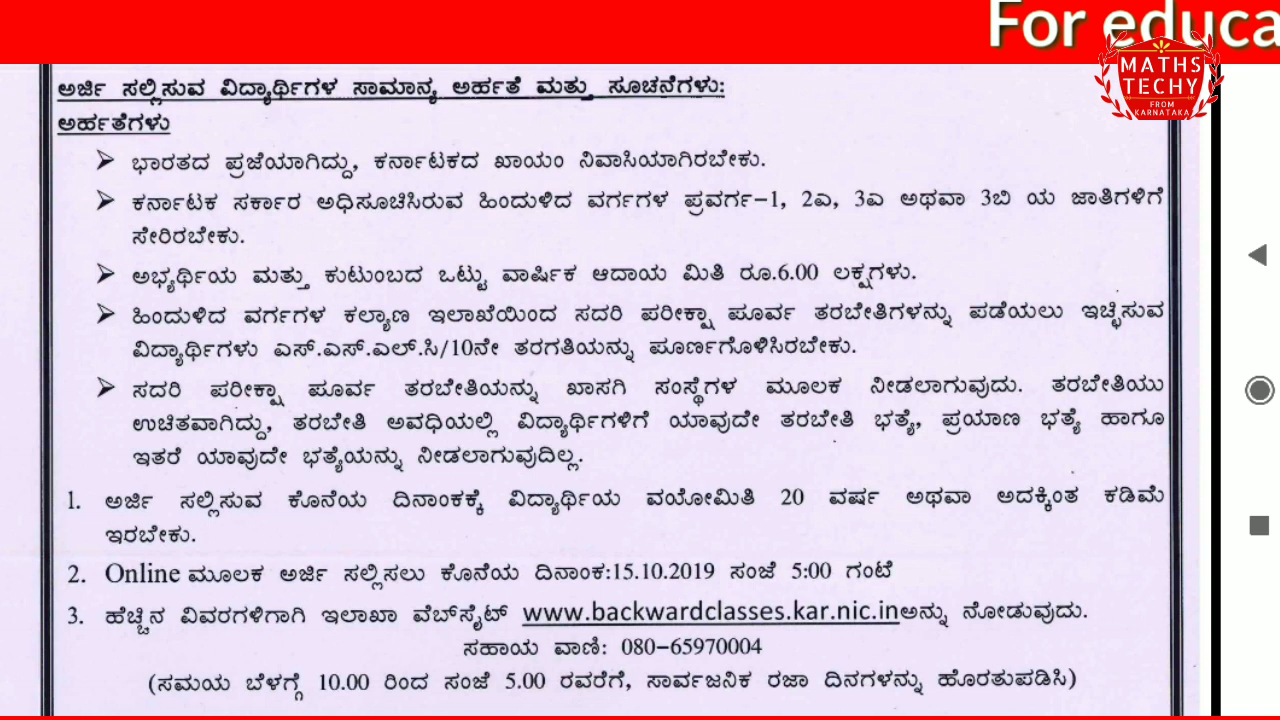 For educa
MATHS
TECHY
FROM
KARNATAKA
ಅರ್ಜಿ ಸಲ್ಲಿಸುವ ವಿದ್ಯಾರ್ಥಿಗಳ ಸಾಮಾನ್ಯ ಅರ್ಹತೆ ಮತ್ತು ಸೂಚನೆಗಳು:
ಅರ್ಹತೆಗಳು
➢ ಭಾರತದ ಪ್ರಜೆಯಾಗಿದ್ದು, ಕರ್ನಾಟಕದ ಖಾಯಂ ನಿವಾಸಿಯಾಗಿರಬೇಕು.
➢ ಕರ್ನಾಟಕ ಸರ್ಕಾರ ಅಧಿಸೂಚಿಸಿರುವ ಹಿಂದುಳಿದ ವರ್ಗಗಳ ಪ್ರವರ್ಗ-1, 2ಎ, 3ಎ ಅಥವಾ 3ಬಿ ಯ ಜಾತಿಗಳಿಗೆ
ಸೇರಿರಬೇಕು.
➢ ಅಭ್ಯರ್ಥಿಯ ಮತ್ತು ಕುಟುಂಬದ ಒಟ್ಟು ವಾರ್ಷಿಕ ಆದಾಯ ಮಿತಿ ರೂ.6.00 ಲಕ್ಷಗಳು.
➢ ಹಿಂದುಳಿದ ವರ್ಗಗಳ ಕಲ್ಯಾಣ ಇಲಾಖೆಯಿಂದ ಸದರಿ ಪರೀಕ್ಷಾ ಪೂರ್ವ ತರಬೇತಿಗಳನ್ನು ಪಡೆಯಲು ಇಚ್ಛಿಸುವ
ವಿದ್ಯಾರ್ಥಿಗಳು ಎಸ್.ಎಸ್.ಎಲ್.ಸಿ/10ನೇ ತರಗತಿಯನ್ನು ಪೂರ್ಣಗೊಳಿಸಿರಬೇಕು.
➢ ಸದರಿ ಪರೀಕ್ಷಾ ಪೂರ್ವ ತರಬೇತಿಯನ್ನು ಖಾಸಗಿ ಸಂಸ್ಥೆಗಳ ಮೂಲಕ ನೀಡಲಾಗುವುದು. ತರಬೇತಿಯು
ಉಚಿತವಾಗಿದ್ದು, ತರಬೇತಿ ಅವಧಿಯಲ್ಲಿ ವಿದ್ಯಾರ್ಥಿಗಳಿಗೆ ಯಾವುದೇ ತರಬೇತಿ ಭತ್ಯೆ, ಪ್ರಯಾಣ ಭತ್ಯೆ ಹಾಗೂ
ಇತರೆ ಯಾವುದೇ ಭತ್ಯೆಯನ್ನು ನೀಡಲಾಗುವುದಿಲ್ಲ.
1. ಅರ್ಜಿ ಸಲ್ಲಿಸುವ ಕೊನೆಯ ದಿನಾಂಕಕ್ಕೆ ವಿದ್ಯಾರ್ಥಿಯ ವಯೋಮಿತಿ 20 ವರ್ಷ ಅಥವಾ ಅದಕ್ಕಿಂತ ಕಡಿಮೆ
ಇರಬೇಕು.
2. Online ಮೂಲಕ ಅರ್ಜಿ ಸಲ್ಲಿಸಲು ಕೊನೆಯ ದಿನಾಂಕ:15.10.2019 ಸಂಜೆ 5:00 ಗಂಟೆ
3. ಹೆಚ್ಚಿನ ವಿವರಗಳಿಗಾಗಿ ಇಲಾಖಾ ವೆಬ್‌ಸೈಟ್ www.backwardclasses.kar.nic.inಅನ್ನು ನೋಡುವುದು.
ಸಹಾಯ ವಾಣಿ: 080-65970004
(ಸಮಯ ಬೆಳಗ್ಗೆ 10.00 ರಿಂದ ಸಂಜೆ 5.00 ರವರೆಗೆ, ಸಾರ್ವಜನಿಕ ರಜಾ ದಿನಗಳನ್ನು ಹೊರತುಪಡಿಸಿ)